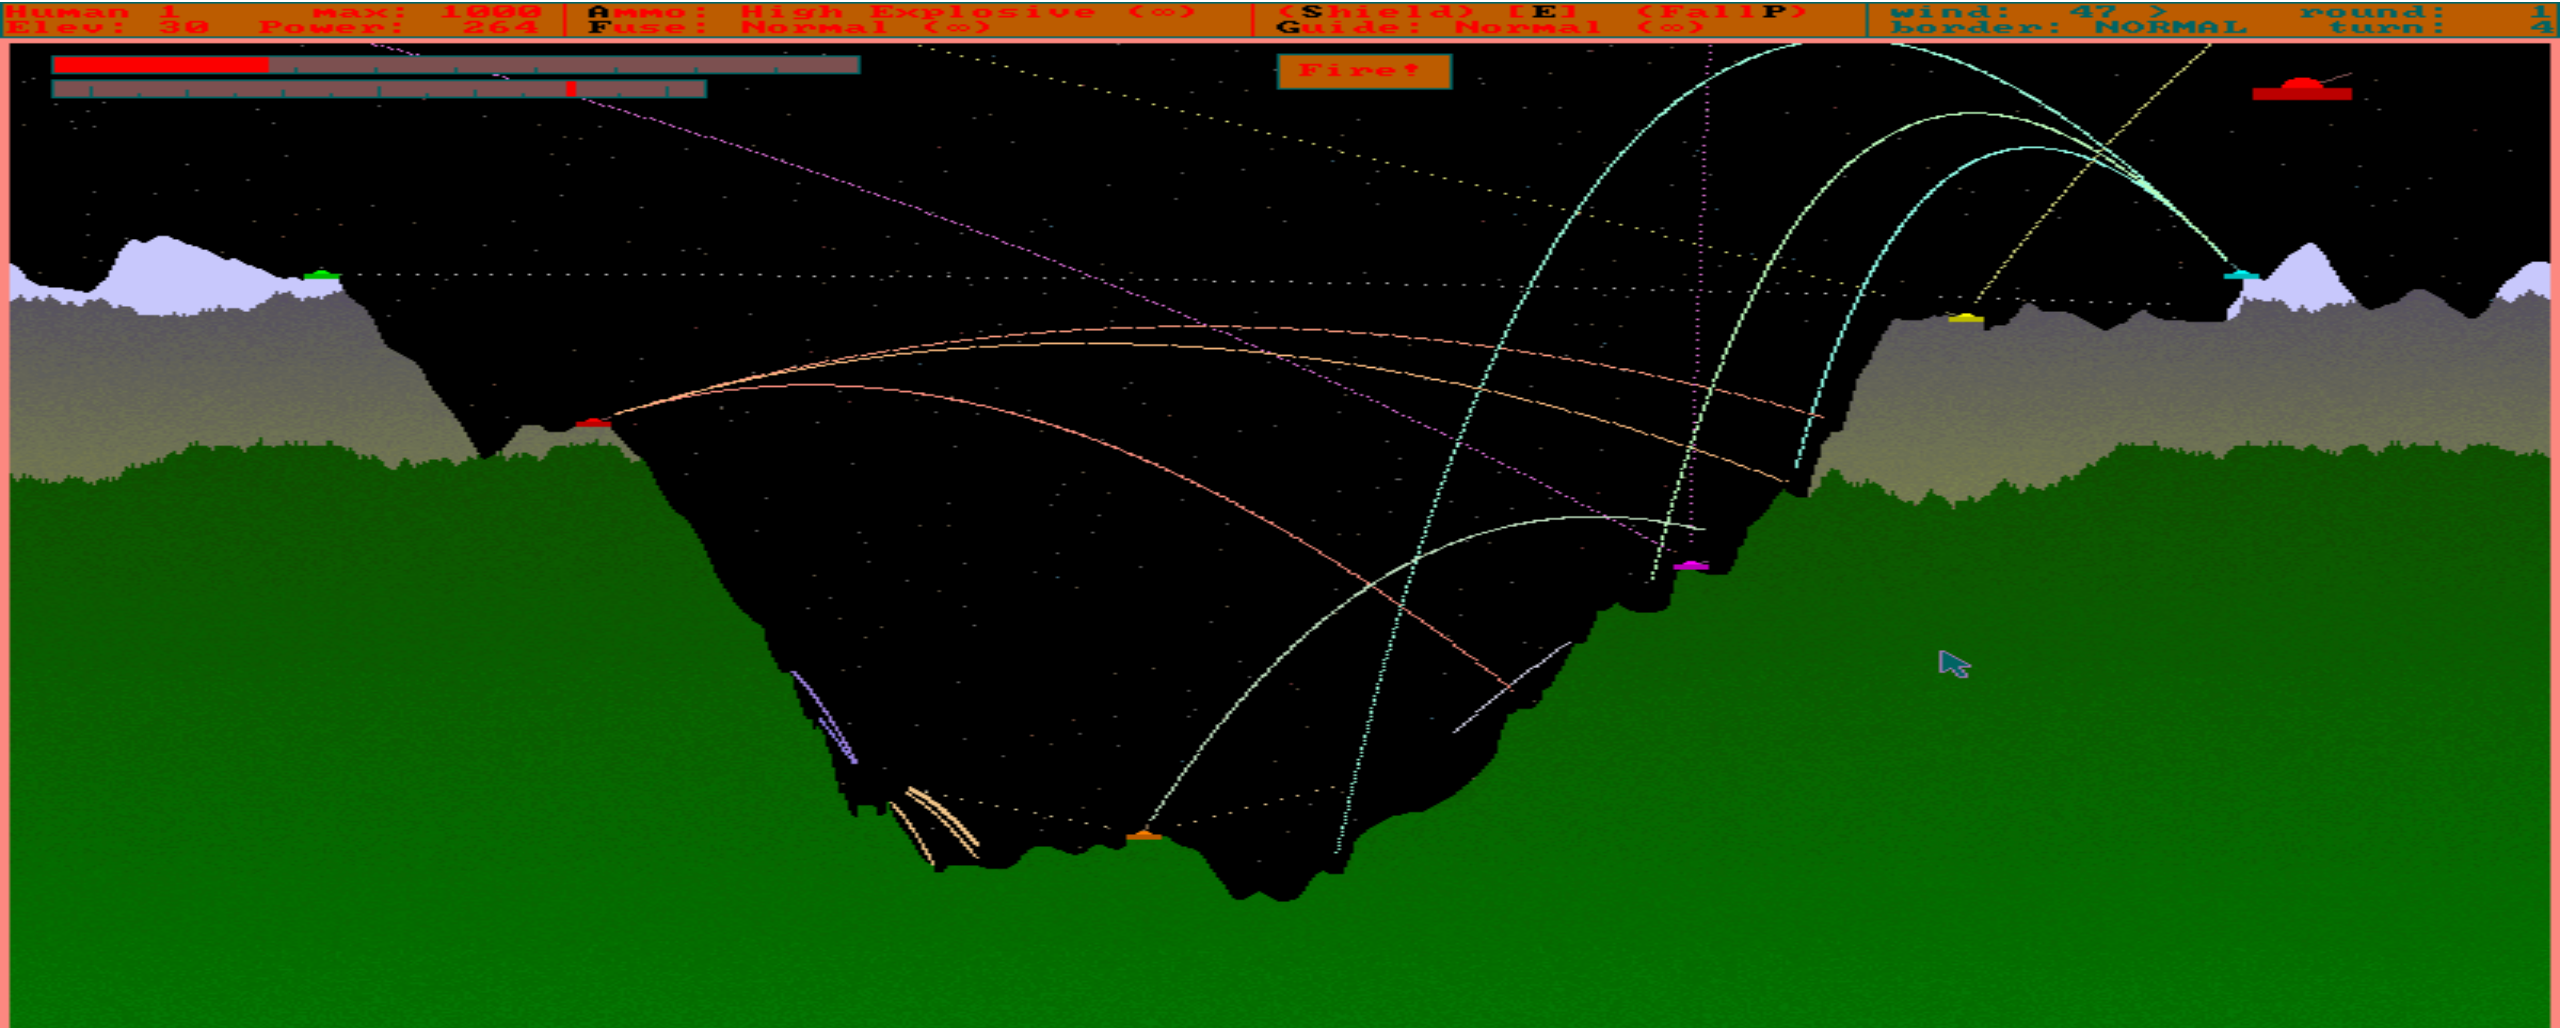 Human 1 max: 1000 Ammo: High Explosive (∞) (Shield) [E] (FallP) wind: 47 > round: 1
Elev: 30 Power: 264 Fuse: Normal (∞) Guide: Normal (∞) border: NORMAL turn: 4
Fire!